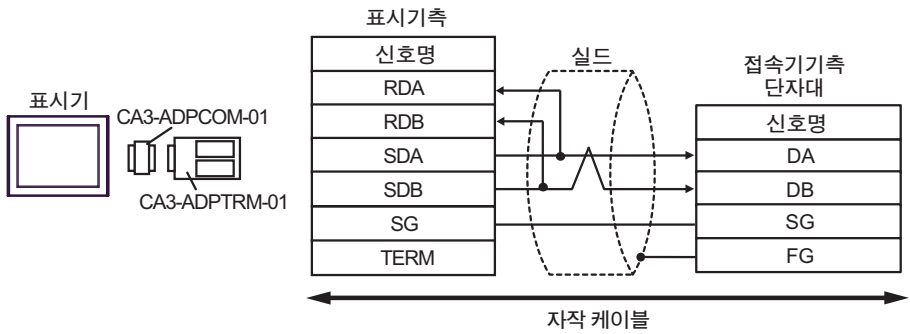 표시기측
신호명
RDA
RDB
SDA
SDB
SG
TERM
실드
접속기기측
단자대
신호명
DA
DB
SG
FG
표시기
CA3-ADPCOM-01
CA3-ADPTRM-01
자작 케이블